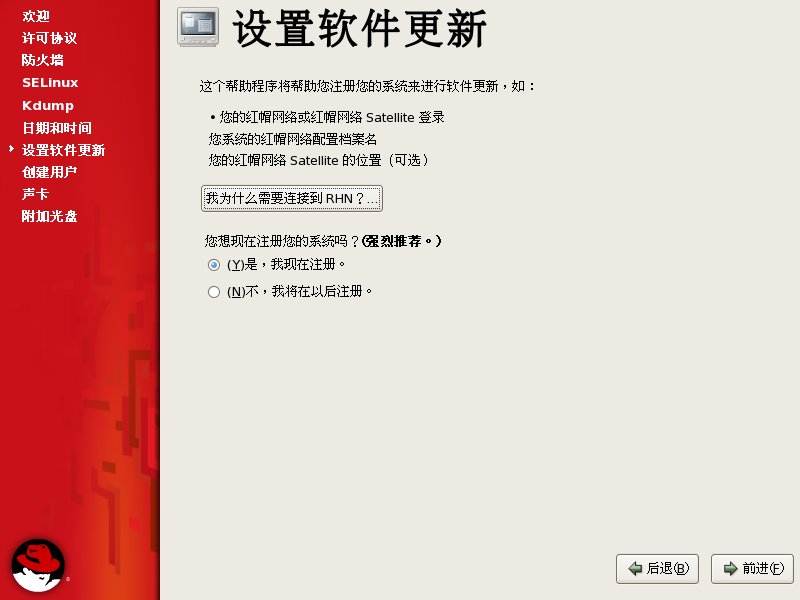 欢迎
许可协议
防火墙
SELinux
Kdump
日期和时间
设置软件更新
创建用户
声卡
附加光盘
设置软件更新
这个帮助程序将帮助您注册您的系统来进行软件更新，如：
• 您的红帽网络或红帽网络 Satellite 登录
您系统的红帽网络配置档案名
您的红帽网络 Satellite 的位置（可选）
我为什么需要连接到 RHN？...
您想现在注册您的系统吗？(强烈推荐。)
(Y)是，我现在注册。
(N)不，我将在以后注册。
后退(B)
前进(F)